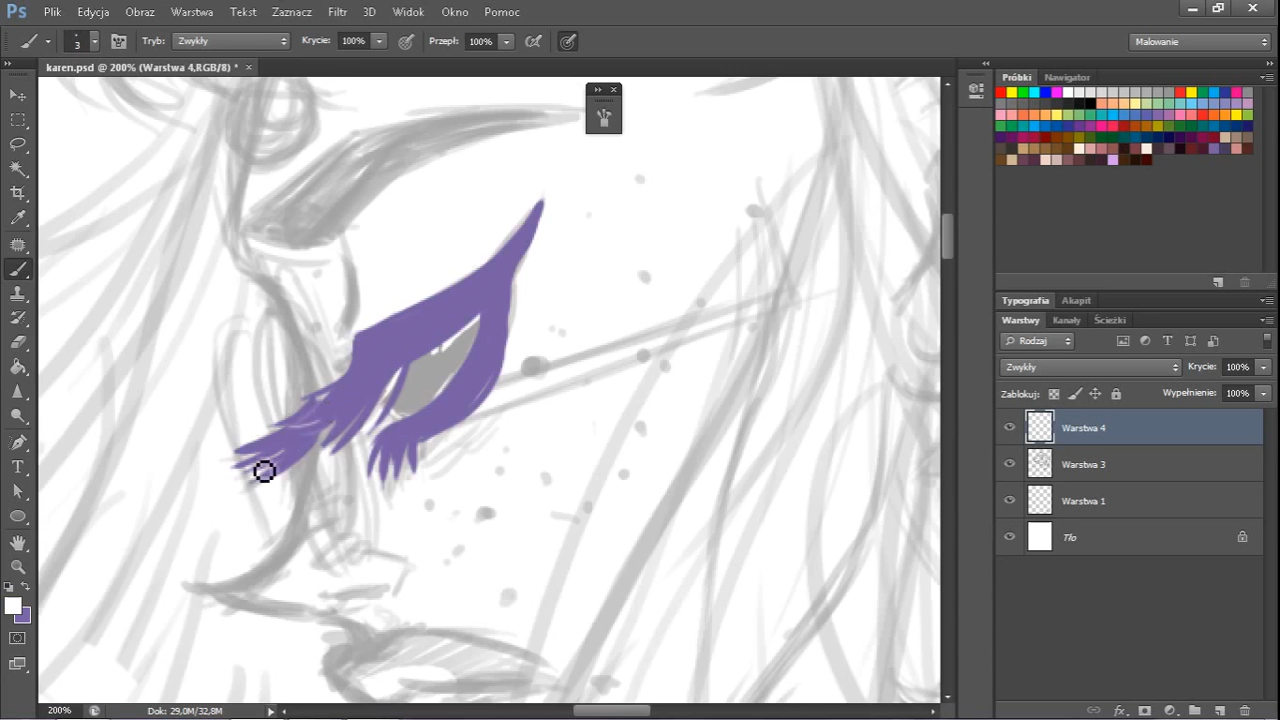 Ps Plik Edycja Obraz Warstwa Tekst Zaznacz Filtr 3D Widok Okno Pomoc
3 Tryb: Zwykły Krycie: 100% Przepł: 100% Malowanie
karen.psd @ 200% (Warstwa 4,RGB/8) *
Próbki Nawigator
Typografia Akapit
Warstwy Kanały Ścieżki
Rodzaj
Zwykły Krycie: 100%
Zablokuj: Wypełnienie: 100%
Warstwa 4
Warstwa 3
Warstwa 1
Tło
200% Dok: 29,0M/32,8M